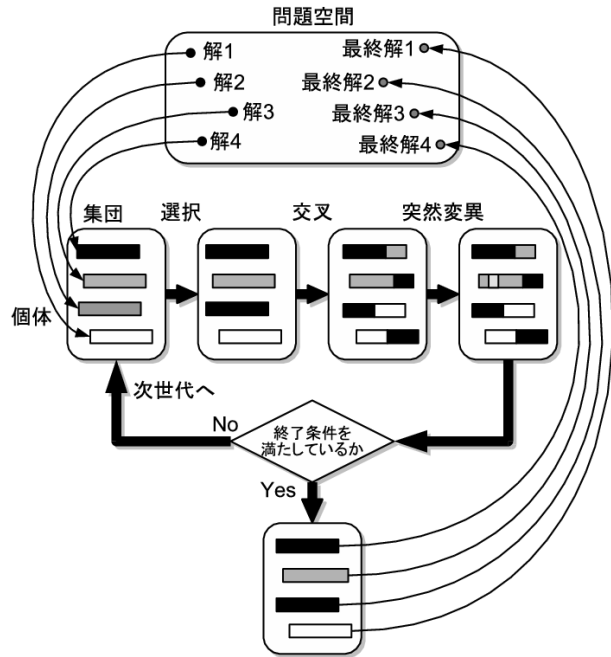 問題空間
解1
解2
解3
解4
最終解1
最終解2
最終解3
最終解4
集団
選択
交叉
突然変異
個体
次世代へ
No
終了条件を
満たしているか
Yes